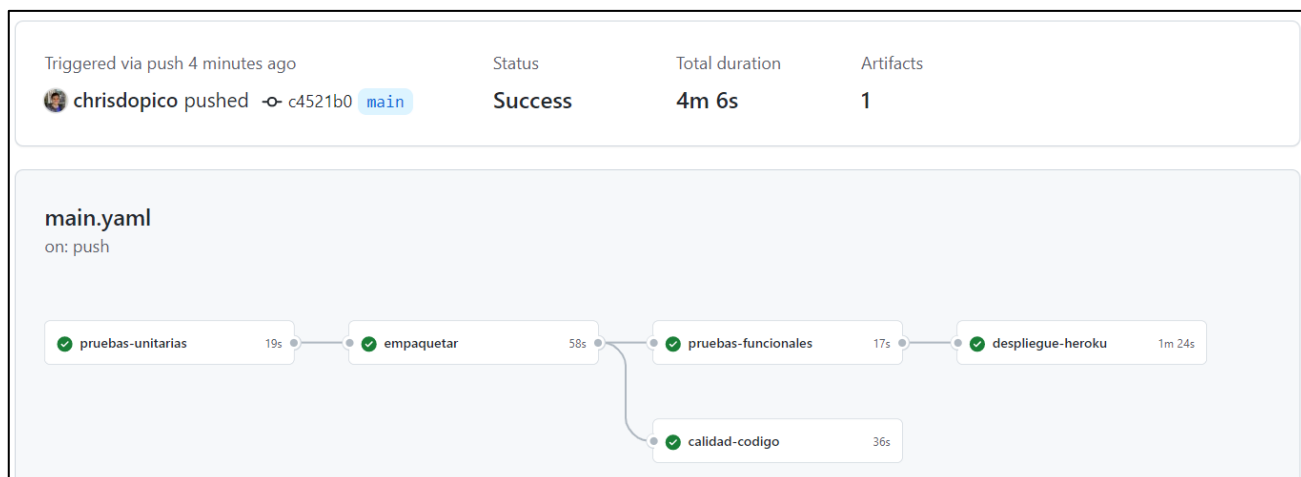 Triggered via push 4 minutes ago
Status
Total duration
Artifacts
chrisdopico pushed c4521b0 main
Success
4m 6s
1
main.yaml
on: push
pruebas-unitarias 19s
empaquetar 58s
pruebas-funcionales 17s
despliegue-heroku 1m 24s
calidad-codigo 36s